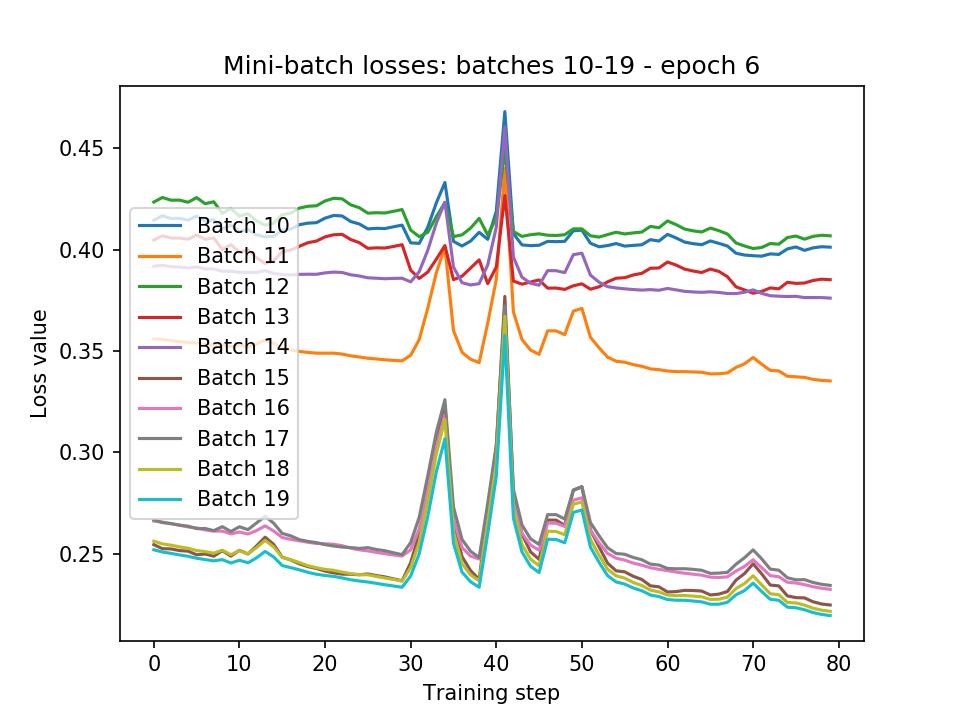 Mini-batch losses: batches 10-19 - epoch 6
Loss value
0.45
0.40
0.35
0.30
0.25
Batch 10
Batch 11
Batch 12
Batch 13
Batch 14
Batch 15
Batch 16
Batch 17
Batch 18
Batch 19
0 10 20 30 40 50 60 70 80
Training step